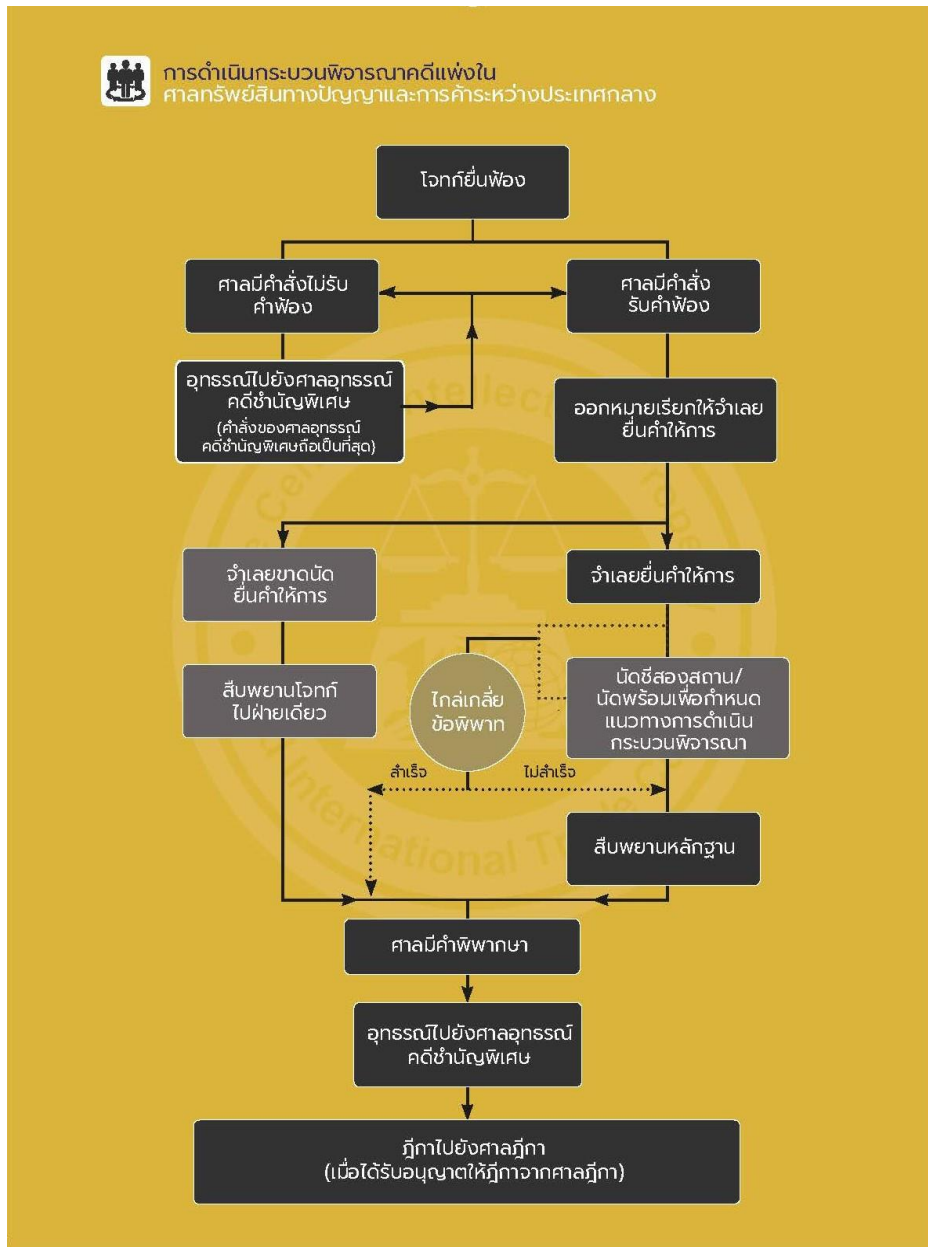 การดำเนินกระบวนพิจารณาคดีแพ่งใน
ศาลทรัพย์สินทางปัญญาและการค้าระหว่างประเทศกลาง
โจทก์ยื่นฟ้อง
ศาลมีคำสั่งไม่รับ
คำฟ้อง
ศาลมีคำสั่ง
รับคำฟ้อง
อุทธรณ์ไปยังศาลอุทธรณ์
คดีชำนัญพิเศษ
(คำสั่งของศาลอุทธรณ์
คดีชำนัญพิเศษถือเป็นที่สุด)
ออกหมายเรียกให้จำเลย
ยื่นคำให้การ
จำเลยขาดนัด
ยื่นคำให้การ
จำเลยยื่นคำให้การ
สืบพยานโจทก์
ไปฝ่ายเดียว
ไกล่เกลี่ย
ข้อพิพาท
นัดชี้สองสถาน/
นัดพร้อมเพื่อกำหนด
แนวทางการดำเนิน
กระบวนพิจารณา
สำเร็จ
ไม่สำเร็จ
สืบพยานหลักฐาน
ศาลมีคำพิพากษา
อุทธรณ์ไปยังศาลอุทธรณ์
คดีชำนัญพิเศษ
ฎีกาไปยังศาลฎีกา
(เมื่อได้รับอนุญาตให้ฎีกาจากศาลฎีกา)